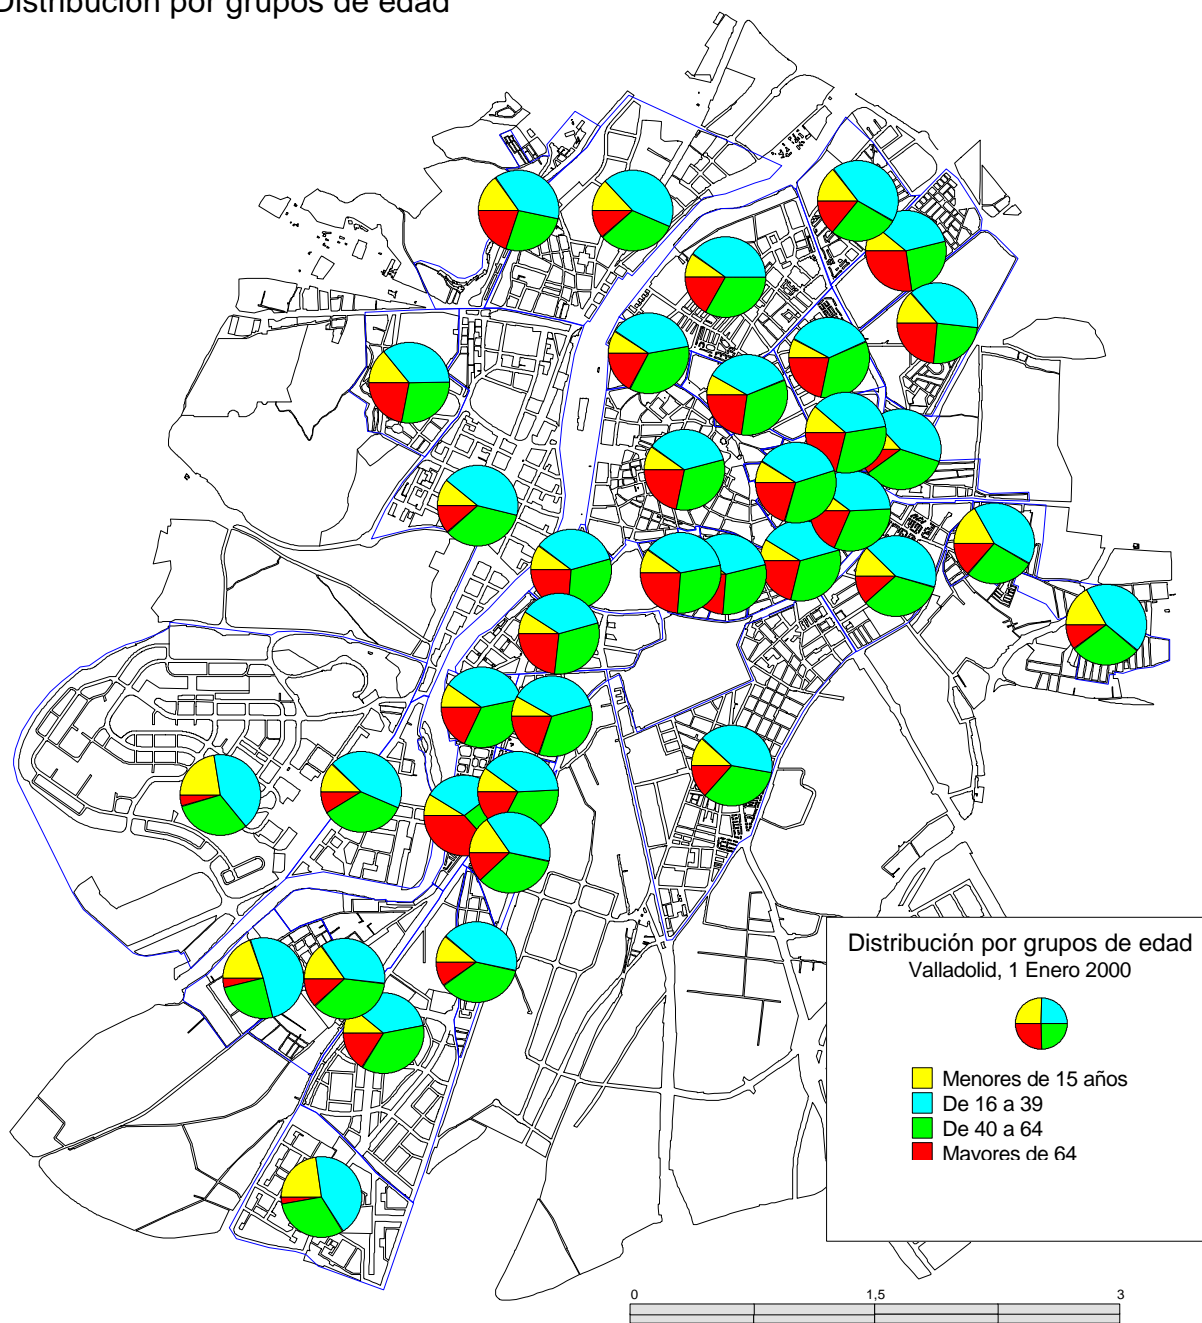 Distribución por grupos de edad
Distribución por grupos de edad
Valladolid, 1 Enero 2000
Menores de 15 años
De 16 a 39
De 40 a 64
Mayores de 64
0 1,5 3